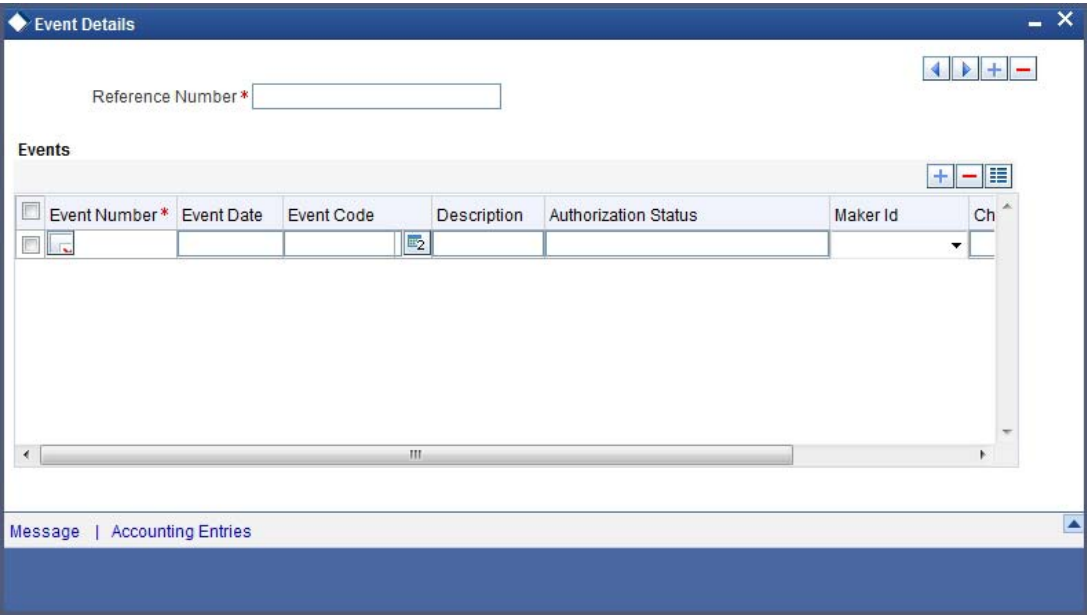 Event Details
Reference Number *
Events
Event Number * Event Date Event Code Description Authorization Status Maker Id Ch
2
Message | Accounting Entries